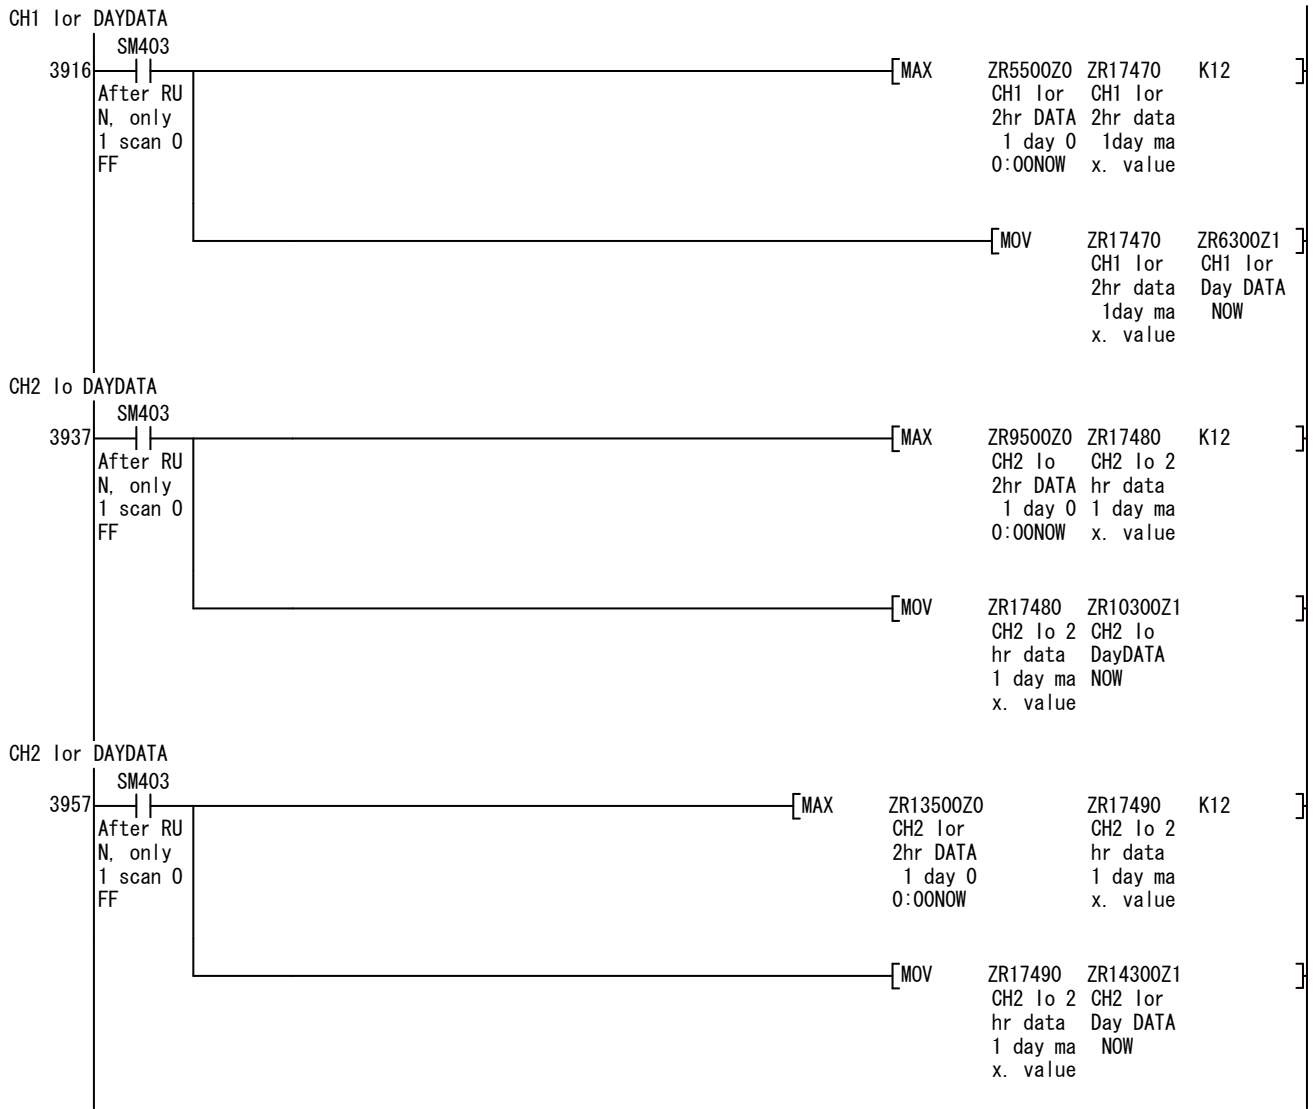 CH1 Ior DAYDATA
SM403
3916
MAX ZR5500Z0 ZR17470 K12
After RU CH1 Ior CH1 Ior
N, only 2hr DATA 2hr data
1 scan O 1 day 0 1day ma
FF 0:00NOW x. value
MOV ZR17470 ZR6300Z1
CH1 Ior CH1 Ior
2hr data Day DATA
1day ma NOW
x. value
CH2 Io DAYDATA
SM403
3937
MAX ZR9500Z0 ZR17480 K12
After RU CH2 Io CH2 Io 2
N, only 2hr DATA hr data
1 scan O 1 day 0 1 day ma
FF 0:00NOW x. value
MOV ZR17480 ZR10300Z1
CH2 Io 2 CH2 Io
hr data DayDATA
1 day ma NOW
x. value
CH2 Ior DAYDATA
SM403
3957
MAX ZR13500Z0 ZR17490 K12
After RU CH2 Ior CH2 Io 2
N, only 2hr DATA hr data
1 scan O 1 day 0 1 day ma
FF 0:00NOW x. value
MOV ZR17490 ZR14300Z1
CH2 Io 2 CH2 Ior
hr data Day DATA
1 day ma NOW
x. value